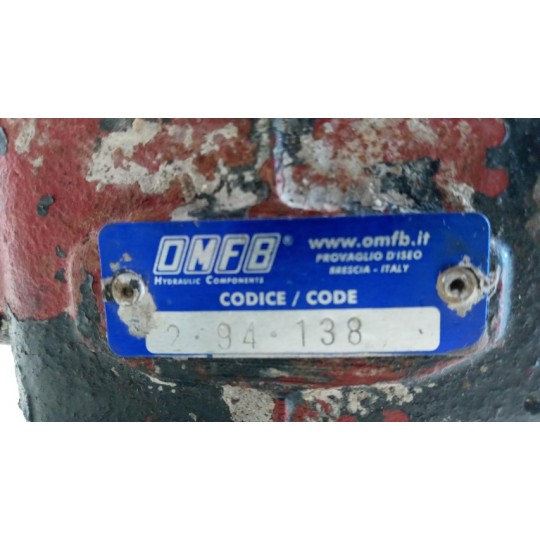 OMFB®
HYDRAULIC COMPONENTS
www.omfb.it
PROVAGLIO D'ISEO
BRESCIA - ITALY
CODICE / CODE
2·94·138